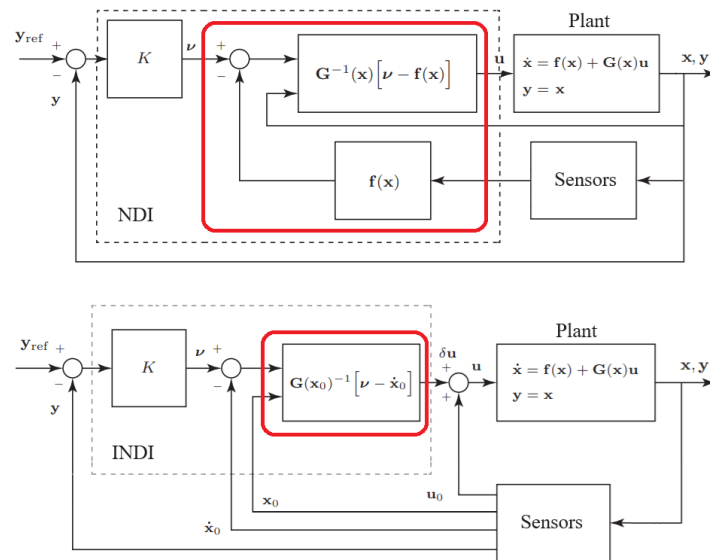 Plant
y_ref
+
−
y
K
ν
+
−
G⁻¹(x)[ν − f(x)]
u
ẋ = f(x) + G(x)u
y = x
x, y
f(x)
Sensors
NDI
Plant
y_ref
+
−
y
K
ν
+
−
G(x₀)⁻¹[ν − ẋ₀]
δu
+
+
u
ẋ = f(x) + G(x)u
y = x
x, y
INDI
x₀
u₀
ẋ₀
Sensors